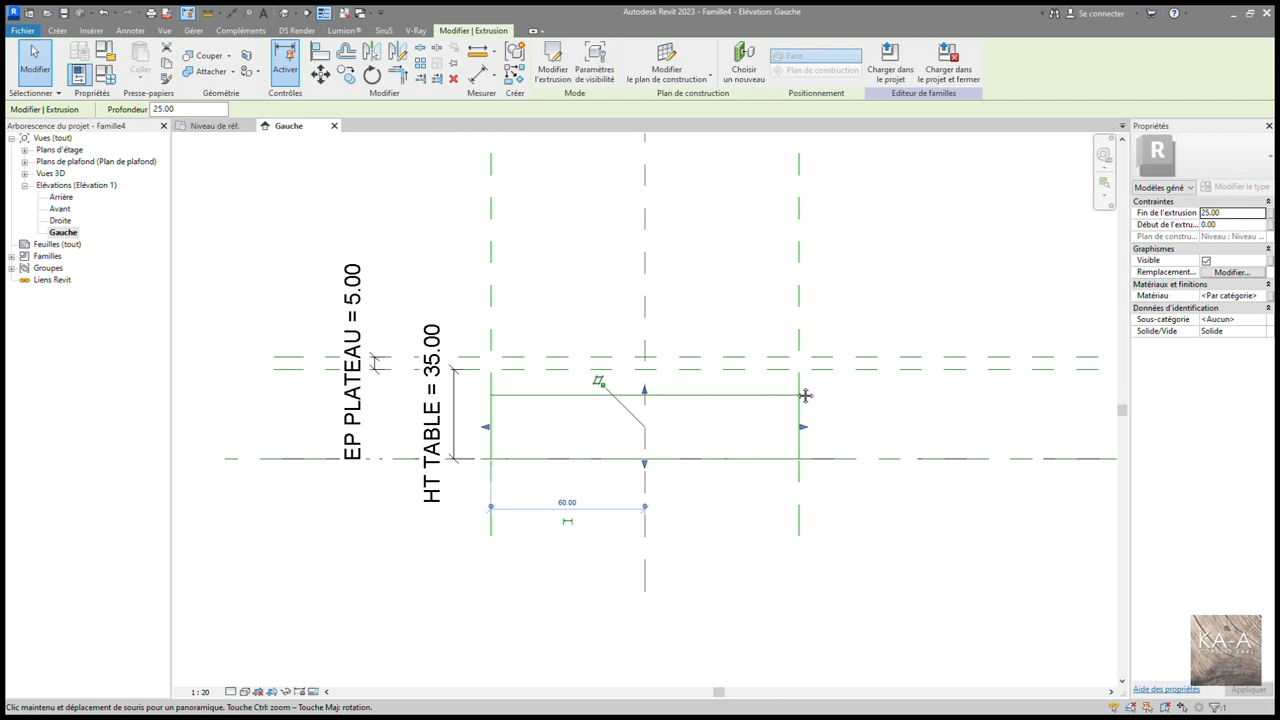 Autodesk Revit 2023 - Famille4 - Elévation: Gauche
Se connecter
Fichier Créer Insérer Annoter Vue Gérer Compléments D5 Render Lumion® SiruS V-Ray Modifier | Extrusion
Modifier
Coller
Couper
Attacher
Activer
Modifier l'extrusion
Paramètres de visibilité
Modifier le plan de construction
Choisir un nouveau
Face
Plan de construction
Charger dans le projet
Charger dans le projet et fermer
Sélectionner Propriétés Presse-papiers Géométrie Contrôles Modifier Mesurer Créer Mode Plan de construction Positionnement Editeur de familles
Modifier | Extrusion Profondeur 25.00
Arborescence du projet - Famille4
Niveau de réf.
Gauche
Propriétés
Vues (tout)
Plans d'étage
Plans de plafond (Plan de plafond)
Vues 3D
Elévations (Elévation 1)
Arrière
Avant
Droite
Gauche
Feuilles (tout)
Familles
Groupes
Liens Revit
EP PLATEAU = 5.00
HT TABLE = 35.00
60.00
R
Modèles géné
Modifier le type
Contraintes
Fin de l'extrusion 25.00
Début de l'extru... 0.00
Plan de constru... Niveau : Niveau ...
Graphismes
Visible
Remplacement... Modifier...
Matériaux et finitions
Matériau <Par catégorie>
Données d'identification
Sous-catégorie <Aucun>
Solide/Vide Solide
KA-A
Aide des propriétés
Appliquer
1 : 20
Clic maintenu et déplacement de souris pour un panoramique. Touche Ctrl: zoom – Touche Maj: rotation.
:1